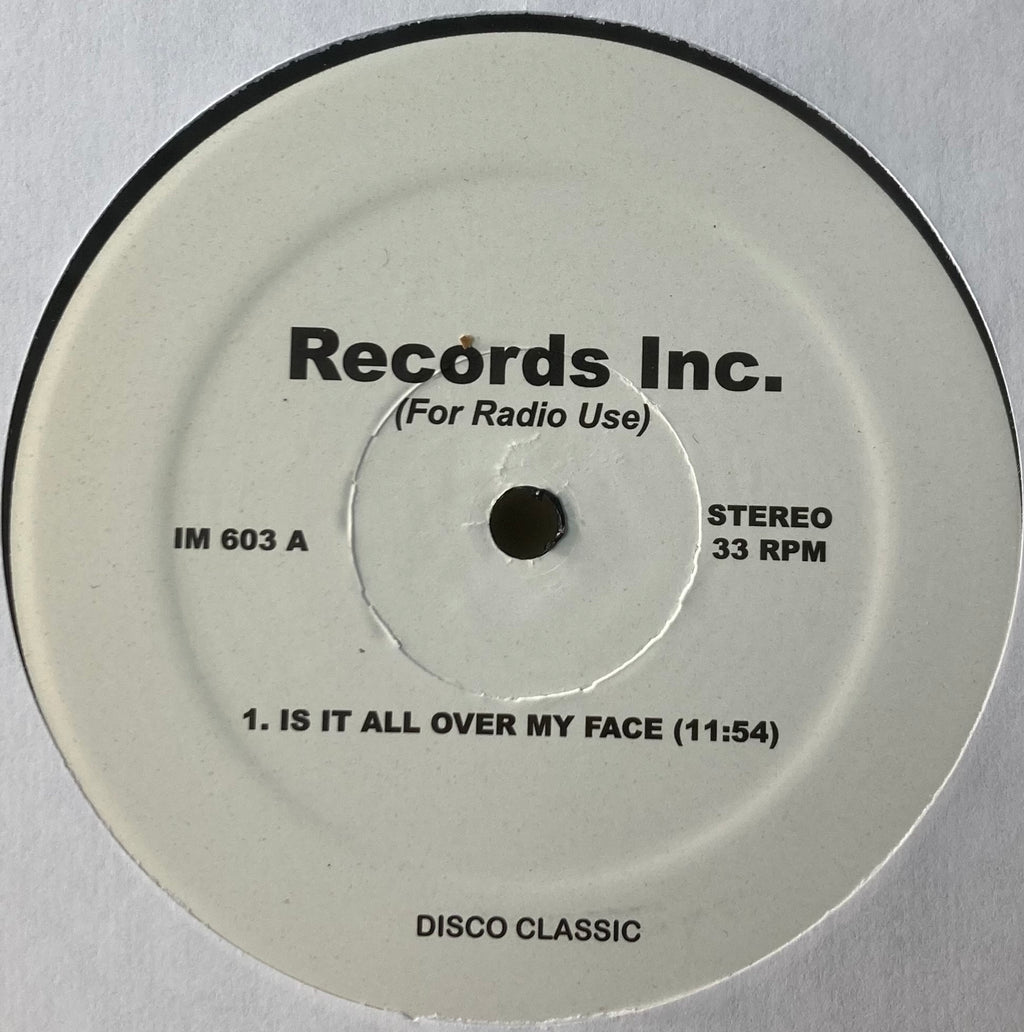 Records Inc.
(For Radio Use)
IM 603 A
STEREO
33 RPM
1. IS IT ALL OVER MY FACE (11:54)
DISCO CLASSIC